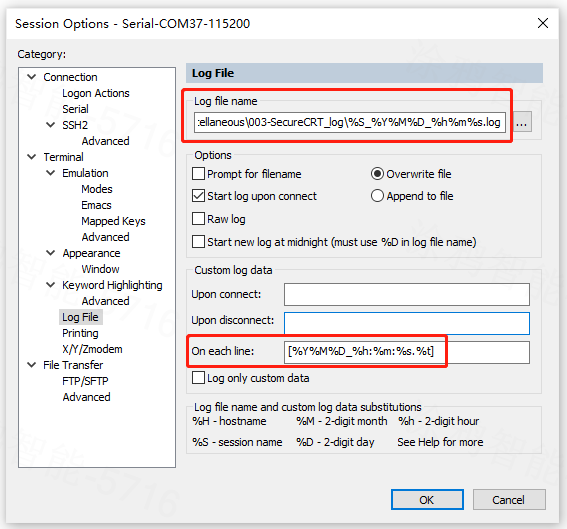 Session Options - Serial-COM37-115200
Category:
Connection
Logon Actions
Serial
SSH2
Advanced
Terminal
Emulation
Modes
Emacs
Mapped Keys
Advanced
Appearance
Window
Keyword Highlighting
Advanced
Log File
Printing
X/Y/Zmodem
File Transfer
FTP/SFTP
Advanced
Log File
Log file name
ellaneous\003-SecureCRT_log\%S_%Y%M%D_%h%m%s.log ...
Options
Prompt for filename Overwrite file
Start log upon connect Append to file
Raw log
Start new log at midnight (must use %D in log file name)
Custom log data
Upon connect:
Upon disconnect:
On each line: [%Y%M%D_%h:%m:%s.%t]
Log only custom data
Log file name and custom log data substitutions
%H - hostname %M - 2-digit month %h - 2-digit hour
%S - session name %D - 2-digit day See Help for more
OK Cancel